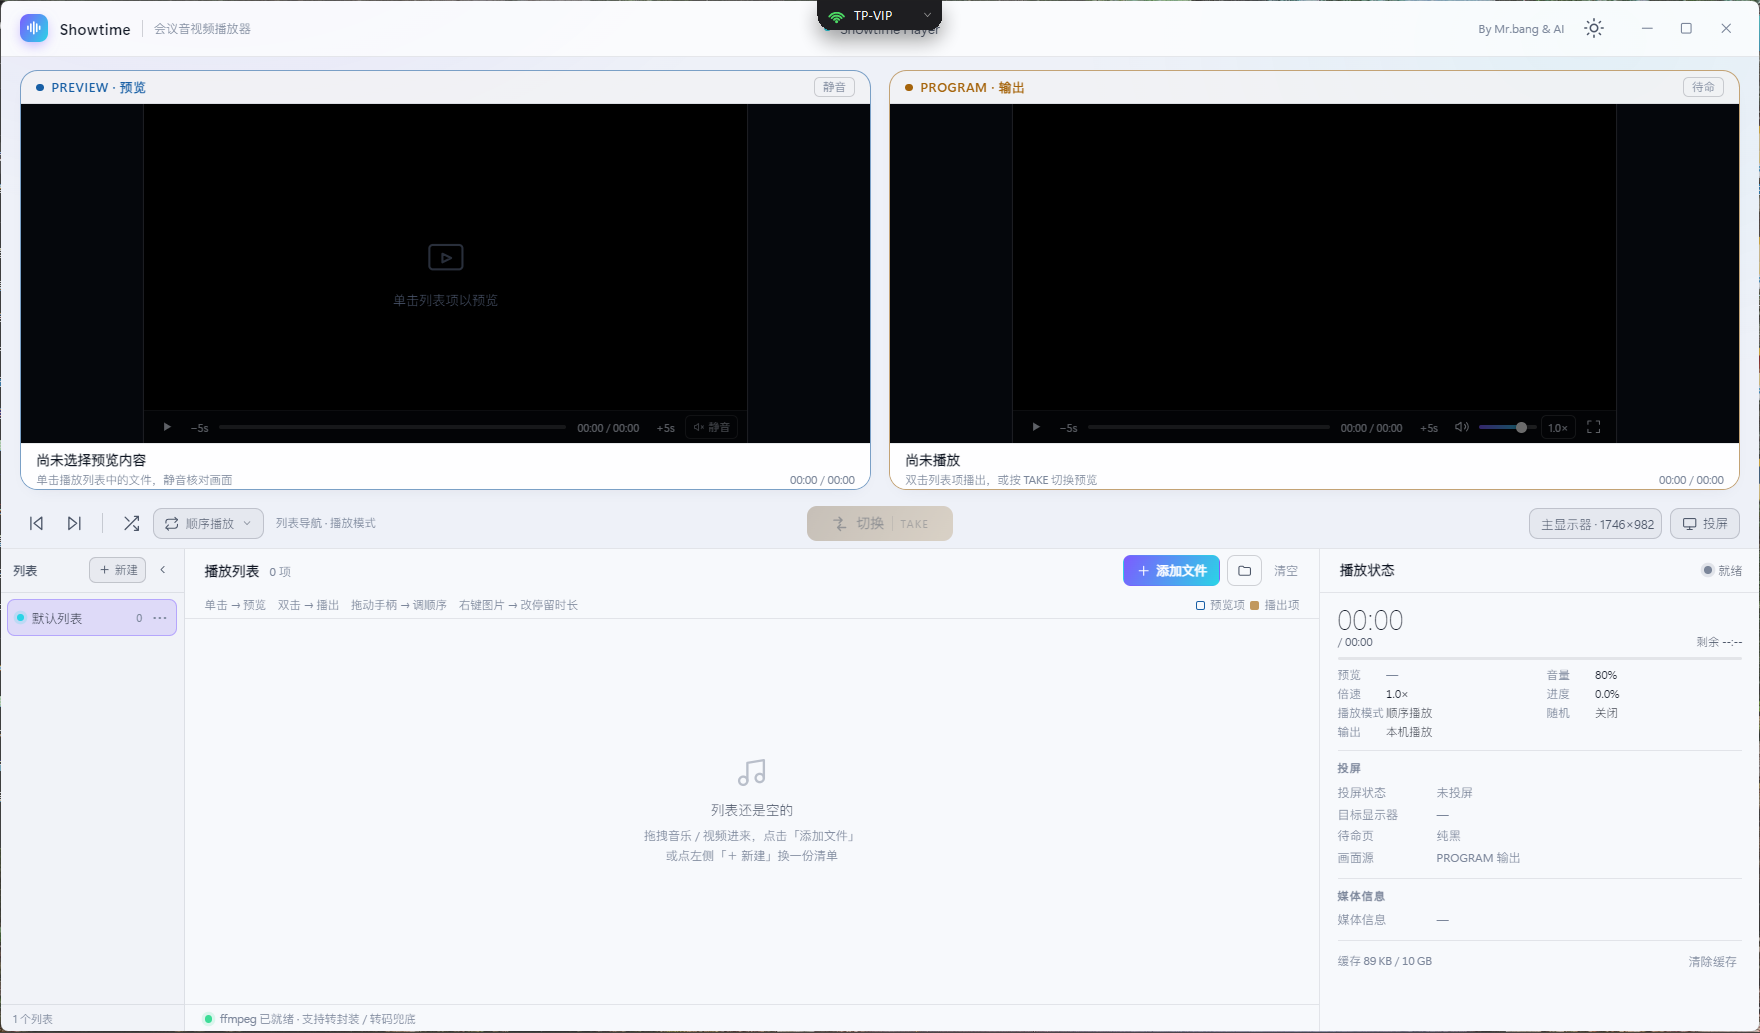 Showtime
会议音视频播放器
TP-VIP
Showtime Player
By Mr.bang & AI
PREVIEW · 预览
静音
PROGRAM · 输出
待命
单击列表项以预览
−5s
00:00 / 00:00
+5s
静音
−5s
00:00 / 00:00
+5s
1.0×
尚未选择预览内容
单击播放列表中的文件，静音核对画面
00:00 / 00:00
尚未播放
双击列表项播出，或按 TAKE 切换预览
00:00 / 00:00
顺序播放
列表导航 · 播放模式
切换
TAKE
主显示器 · 1746×982
投屏
列表
+ 新建
默认列表
0
···
1 个列表
播放列表
0 项
+ 添加文件
清空
单击 → 预览
双击 → 播出
拖动手柄 → 调顺序
右键图片 → 改停留时长
预览项
播出项
列表还是空的
拖拽音乐 / 视频进来，点击「添加文件」
或点左侧「＋ 新建」换一份清单
ffmpeg 已就绪 · 支持转封装 / 转码兜底
播放状态
就绪
00:00
/ 00:00
剩余 --:--
预览 —
音量 80%
倍速 1.0×
进度 0.0%
播放模式 顺序播放
随机 关闭
输出 本机播放
投屏
投屏状态 未投屏
目标显示器 —
待命页 纯黑
画面源 PROGRAM 输出
媒体信息
媒体信息 —
缓存 89 KB / 10 GB
清除缓存